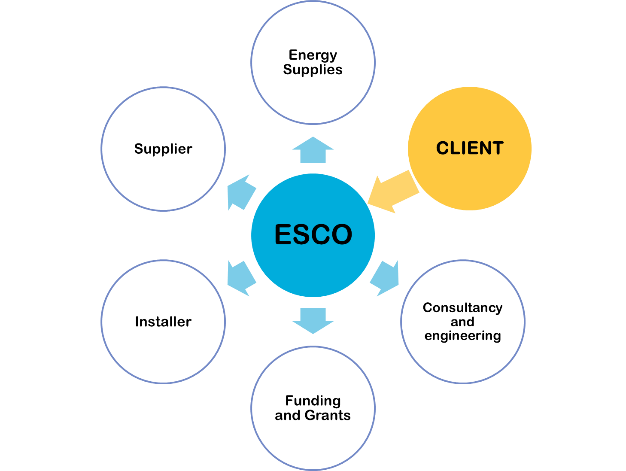 Energy
Supplies
Supplier
CLIENT
ESCO
Installer
Consultancy
and
engineering
Funding
and Grants